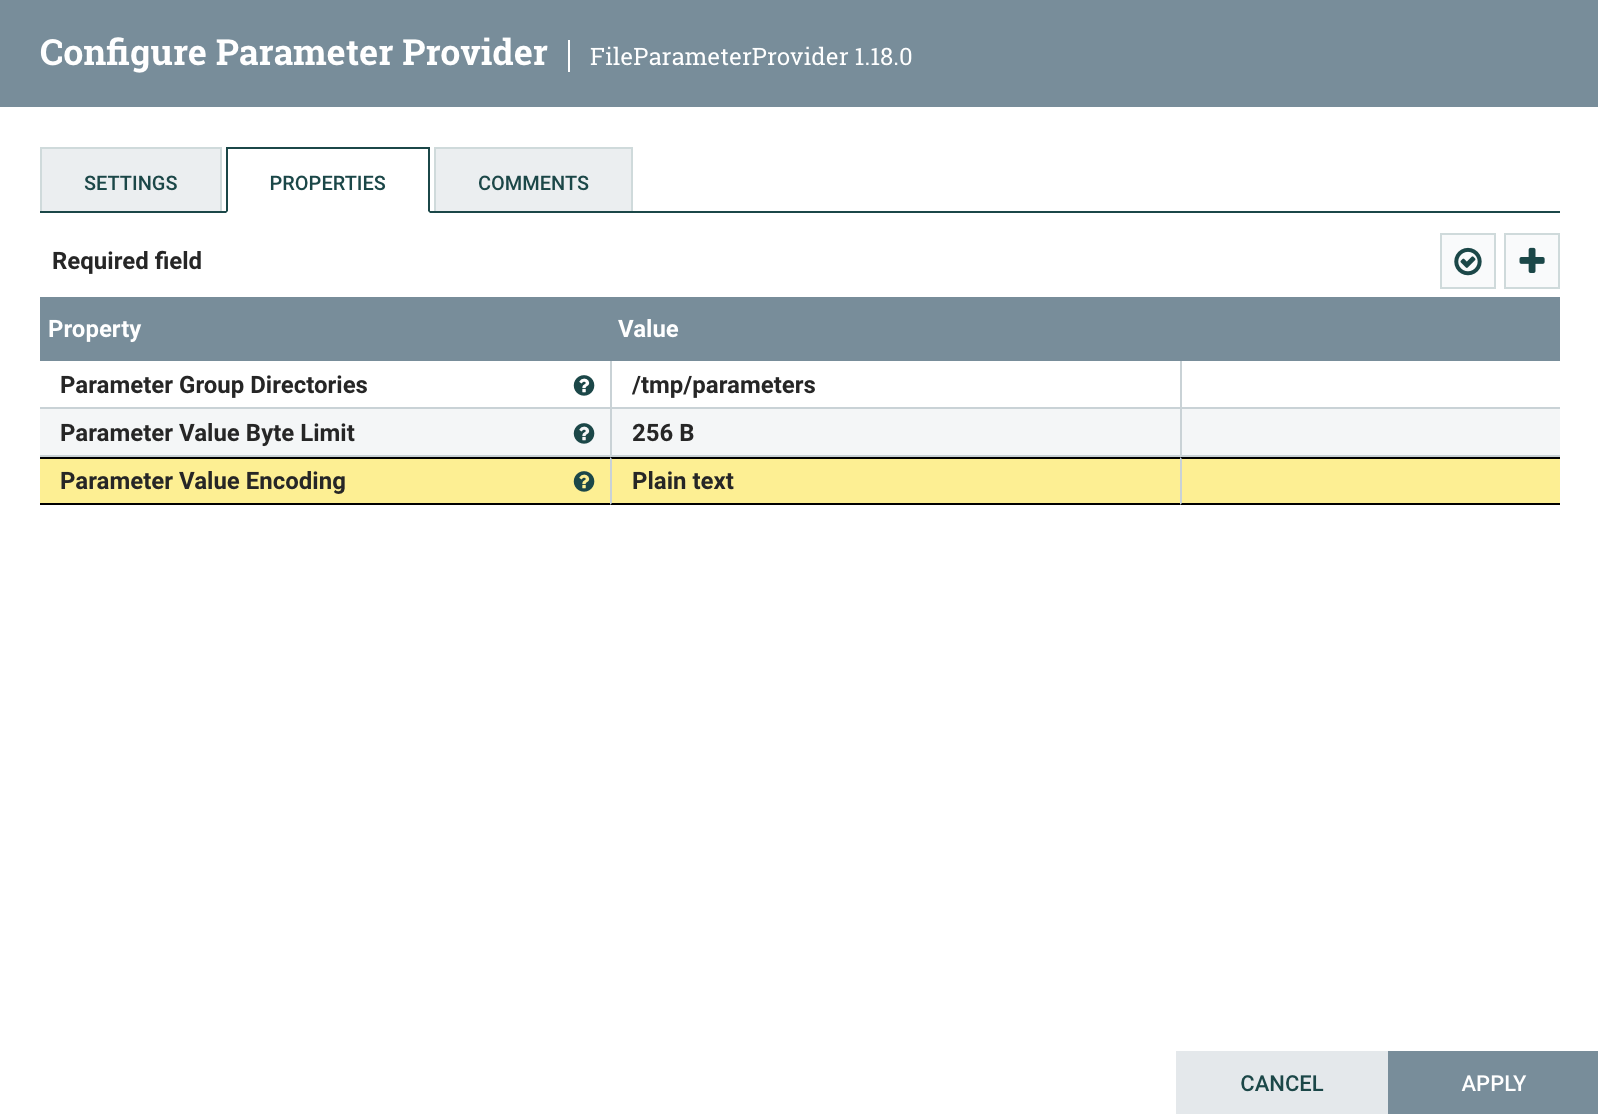 Configure Parameter Provider | FileParameterProvider 1.18.0
SETTINGS PROPERTIES COMMENTS
Required field
Property Value
Parameter Group Directories /tmp/parameters
Parameter Value Byte Limit 256 B
Parameter Value Encoding Plain text
CANCEL APPLY